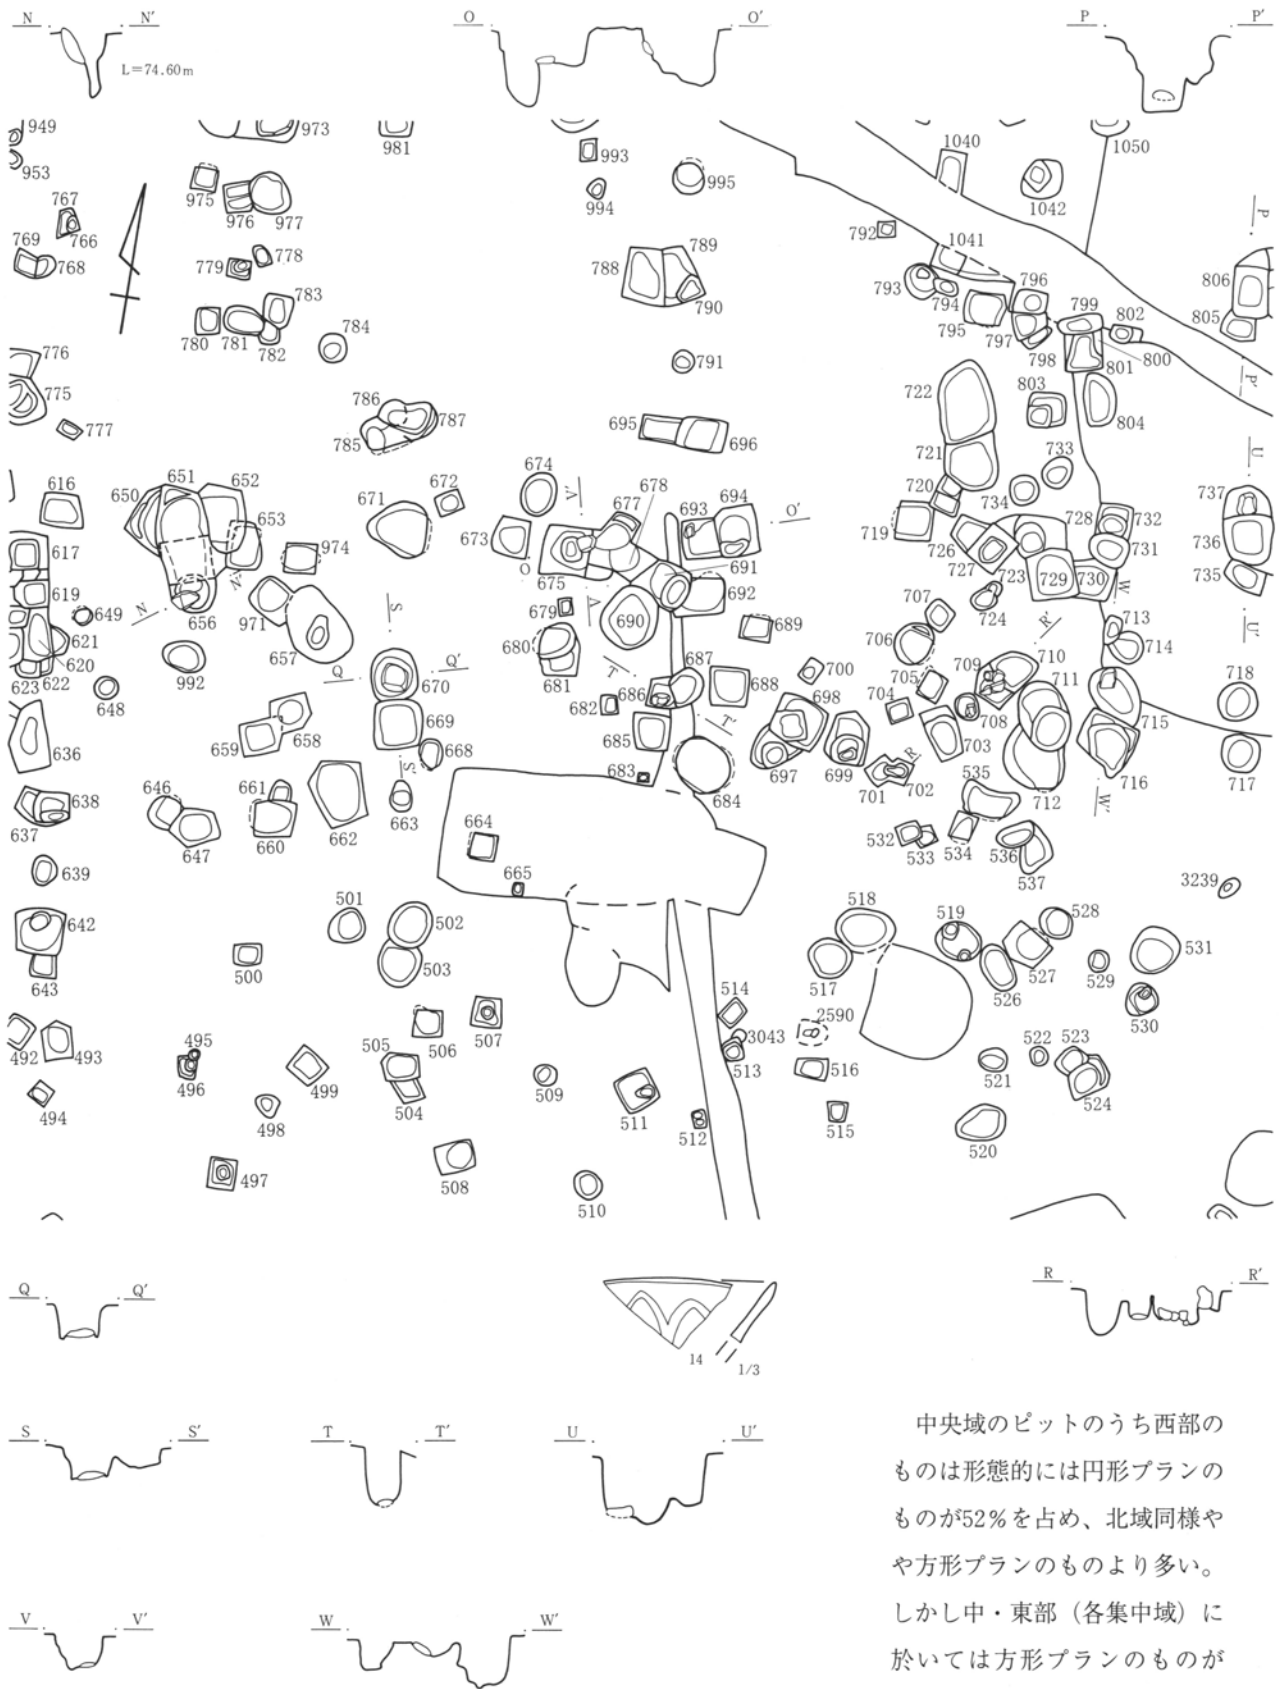 N N′ O O′ P P′
L=74.60m
949 973 981 993 1040 1050
953 975 976 977 994 995 1042
767 766 792 P
769 768 779 778 788 789 790 1041 793 794 796 806
780 781 783 782 784 795 797 798 799 802 800 801 805
776 775 791 722 803 804 P′
777 786 785 787 695 696 721 U
616 650 651 652 653 671 672 674 V′ 677 678 693 694 O′ 720 734 733 737
617 974 N′ 673 O 675 691 719 726 727 728 732 731 736
619 649 N 656 971 S 679 V 690 692 723 729 730 W 735
621 620 657 680 689 707 724 713 U′
623 622 992 Q Q′ 681 T 687 706 R′ 714
648 670 682 686 688 700 705 709 710 718
636 659 658 669 685 T′ 698 704 708 711 715
668 S′ 683 684 697 699 703 R 717
638 637 646 661 663 701 702 535 712 716 W′
647 660 662 664 532 533 534 536 537
639 665 3239
642 501 502 518 519 528 531
643 500 503 517 526 527 529
492 493 495 506 507 514 2590 530
496 499 505 504 509 3043 513 516 522 523
494 498 511 512 515 521 524
497 508 510 520
Q Q′ R R′
14 1/3
S S′ T T′ U U′
V V′ W W′
中央域のピットのうち西部の
ものは形態的には円形プランの
ものが52%を占め、北域同様や
や方形プランのものより多い。
しかし中・東部（各集中域）に
於いては方形プランのものが